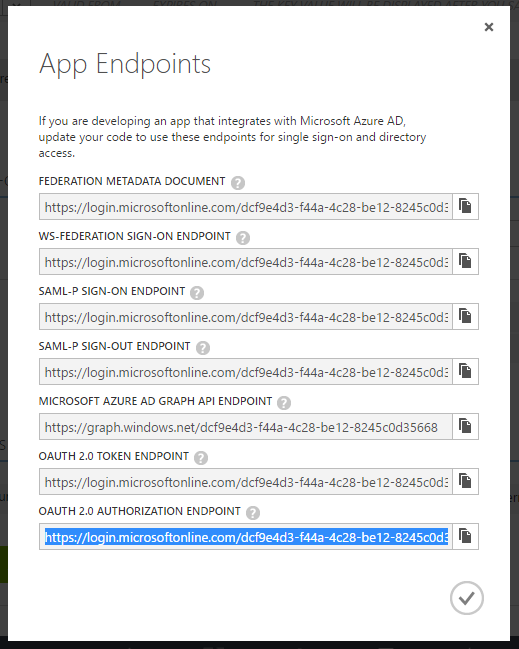 App Endpoints
If you are developing an app that integrates with Microsoft Azure AD,
update your code to use these endpoints for single sign-on and directory
access.
FEDERATION METADATA DOCUMENT ?
https://login.microsoftonline.com/dcf9e4d3-f44a-4c28-be12-8245c0d3
WS-FEDERATION SIGN-ON ENDPOINT ?
https://login.microsoftonline.com/dcf9e4d3-f44a-4c28-be12-8245c0d3
SAML-P SIGN-ON ENDPOINT ?
https://login.microsoftonline.com/dcf9e4d3-f44a-4c28-be12-8245c0d3
SAML-P SIGN-OUT ENDPOINT ?
https://login.microsoftonline.com/dcf9e4d3-f44a-4c28-be12-8245c0d3
MICROSOFT AZURE AD GRAPH API ENDPOINT ?
https://graph.windows.net/dcf9e4d3-f44a-4c28-be12-8245c0d35668
OAUTH 2.0 TOKEN ENDPOINT ?
https://login.microsoftonline.com/dcf9e4d3-f44a-4c28-be12-8245c0d3
OAUTH 2.0 AUTHORIZATION ENDPOINT ?
https://login.microsoftonline.com/dcf9e4d3-f44a-4c28-be12-8245c0d3